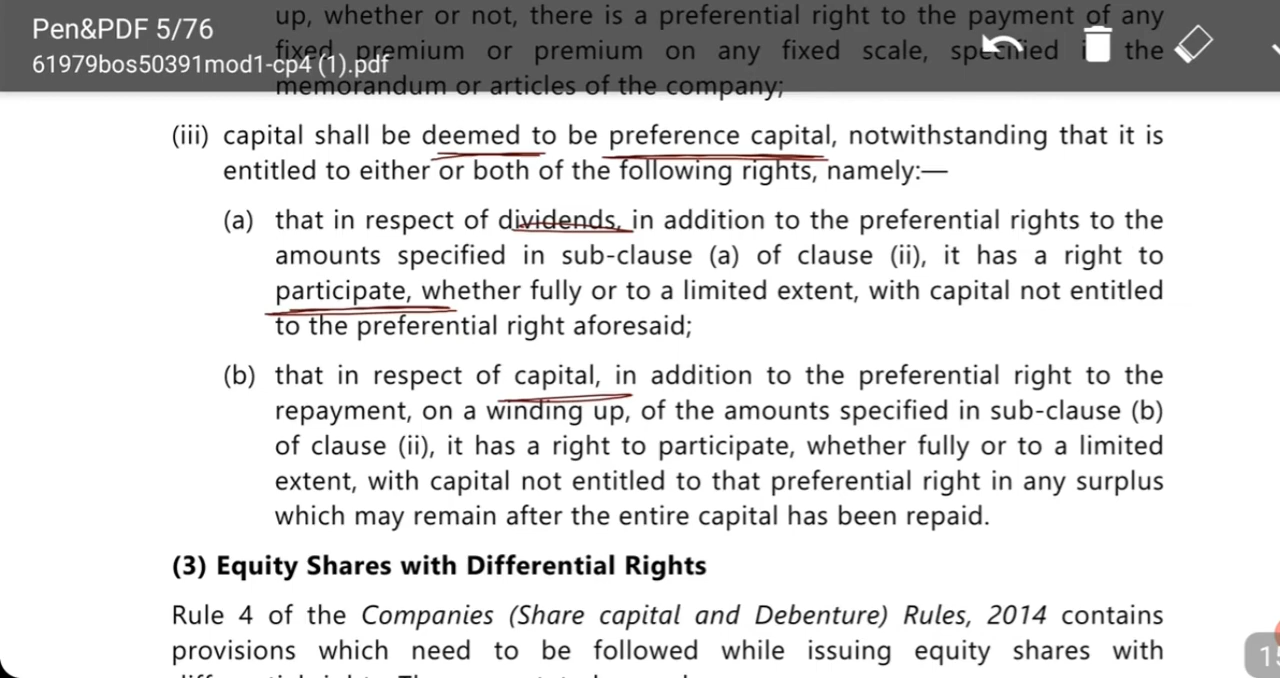 up, whether or not, there is a preferential right to the payment of any
Pen&PDF 5/76
fixed premium or premium on any fixed scale, specified in the
61979bos50391mod1-cp4 (1).pdf
memorandum or articles of the company;
(iii) capital shall be deemed to be preference capital, notwithstanding that it is
entitled to either or both of the following rights, namely:—
(a) that in respect of dividends, in addition to the preferential rights to the
amounts specified in sub-clause (a) of clause (ii), it has a right to
participate, whether fully or to a limited extent, with capital not entitled
to the preferential right aforesaid;
(b) that in respect of capital, in addition to the preferential right to the
repayment, on a winding up, of the amounts specified in sub-clause (b)
of clause (ii), it has a right to participate, whether fully or to a limited
extent, with capital not entitled to that preferential right in any surplus
which may remain after the entire capital has been repaid.
(3) Equity Shares with Differential Rights
Rule 4 of the Companies (Share capital and Debenture) Rules, 2014 contains
provisions which need to be followed while issuing equity shares with